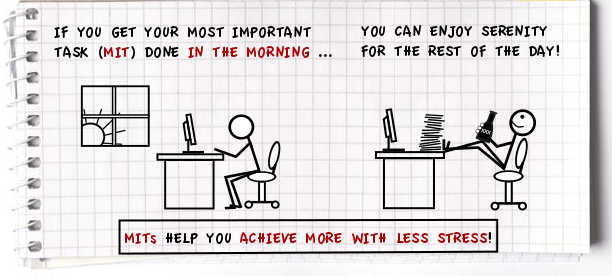 IF YOU GET YOUR MOST IMPORTANT
TASK (MIT) DONE IN THE MORNING ...
YOU CAN ENJOY SERENITY
FOR THE REST OF THE DAY!
MITs HELP YOU ACHIEVE MORE WITH LESS STRESS!